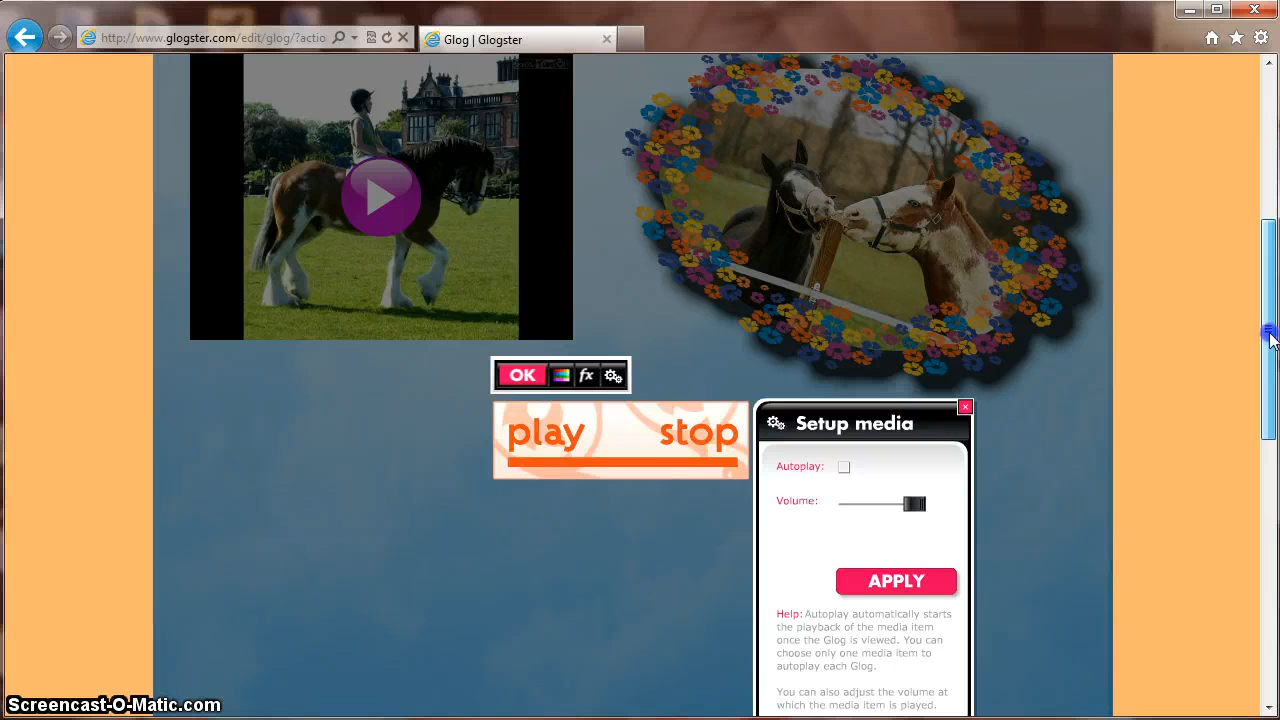 http://www.glogster.com/edit/glog/?actio
Glog | Glogster
OK
fx
play stop
Setup media
Autoplay:
Volume:
APPLY
Help: Autoplay automatically starts
the playback of the media item
once the Glog is viewed. You can
choose only one media item to
autoplay each Glog.
You can also adjust the volume at
which the media item is played.
Screencast-O-Matic.com